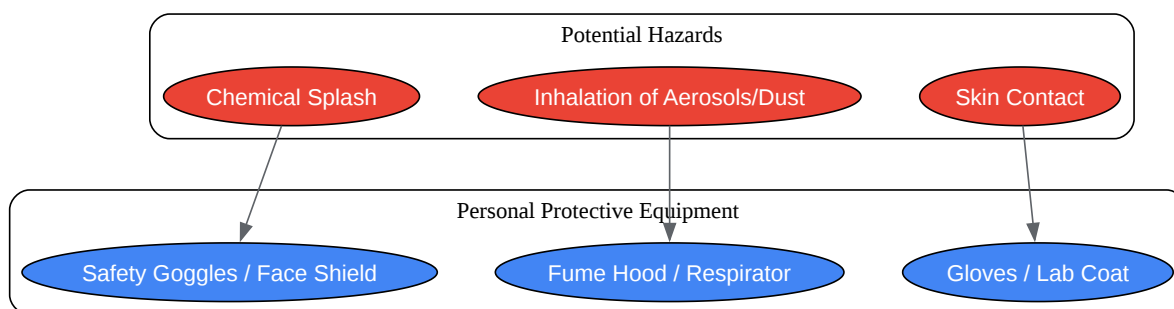 Potential Hazards
Chemical Splash
Inhalation of Aerosols/Dust
Skin Contact
Personal Protective Equipment
Safety Goggles / Face Shield
Fume Hood / Respirator
Gloves / Lab Coat